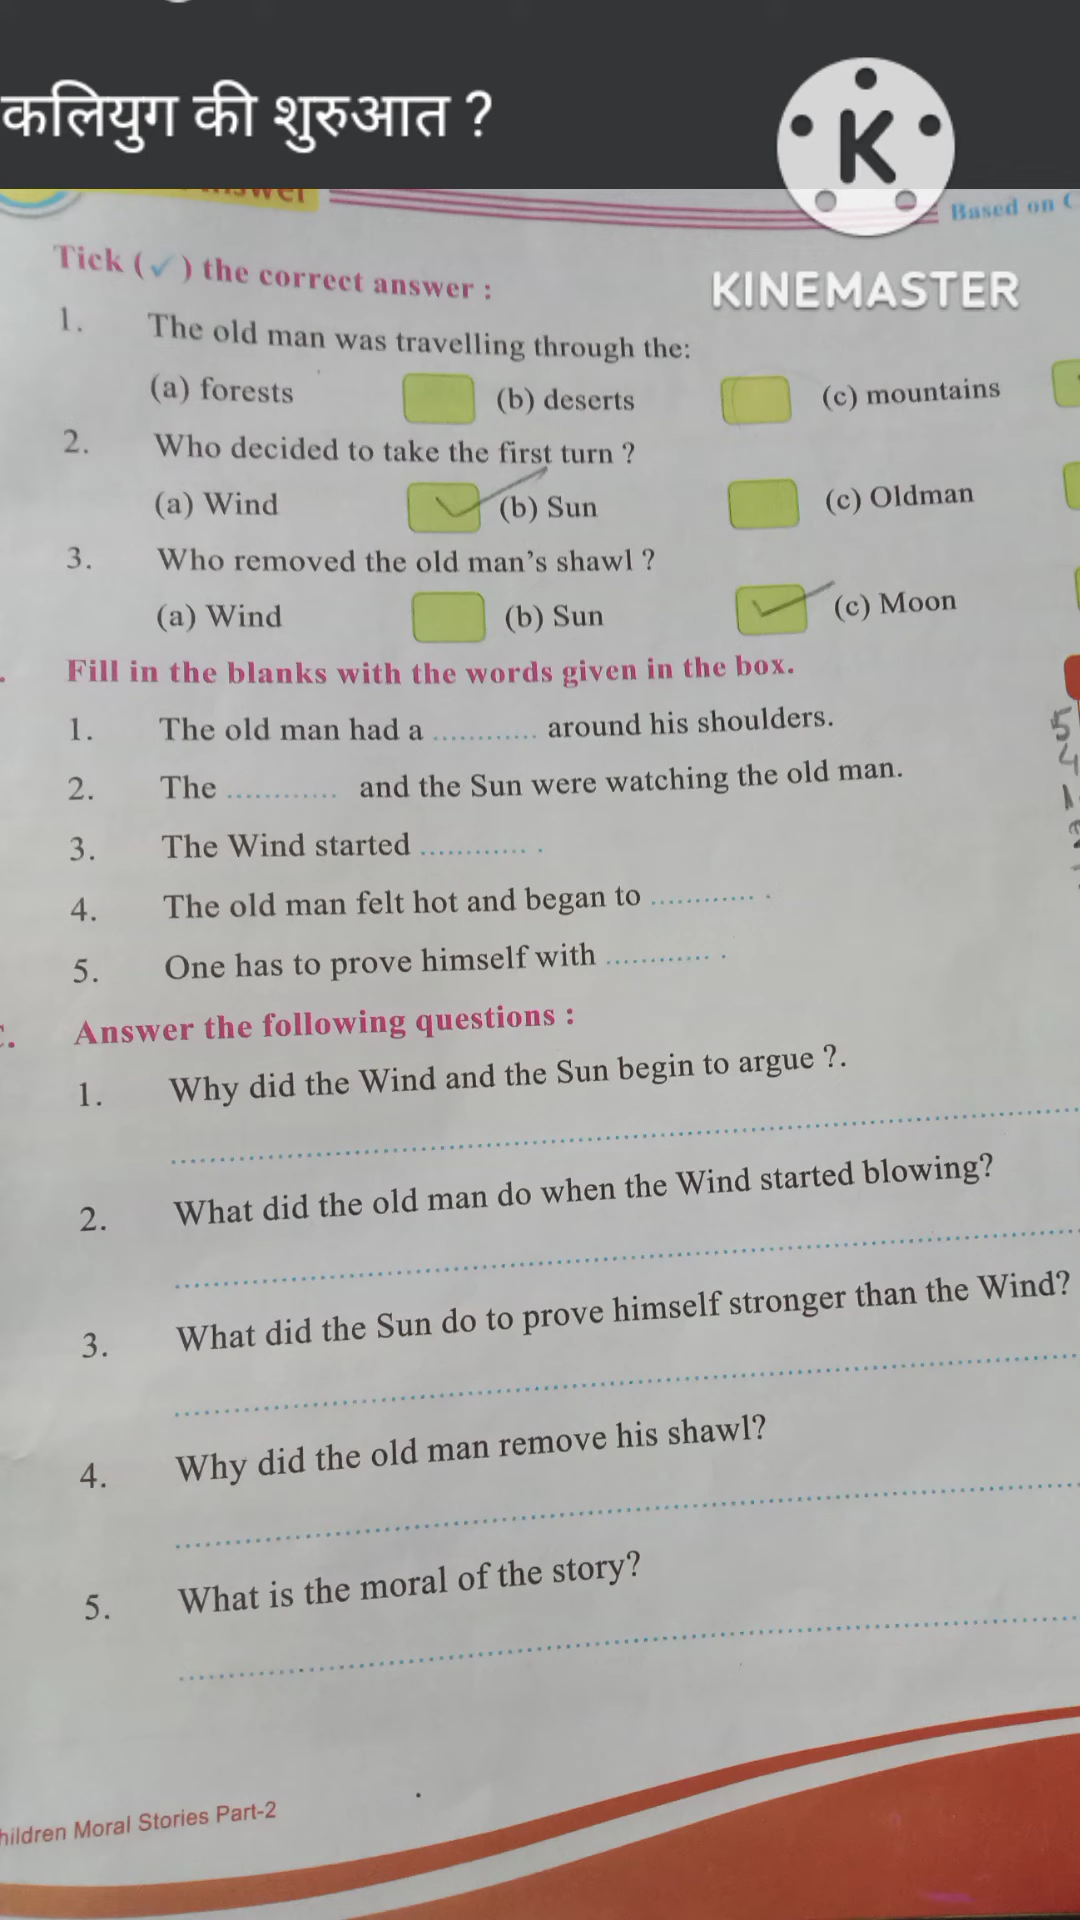 कलियुग की शुरुआत ?
K
KINEMASTER
Based on
Tick (✓) the correct answer :
1. The old man was travelling through the:
(a) forests (b) deserts (c) mountains
2. Who decided to take the first turn ?
(a) Wind (b) Sun (c) Oldman
3. Who removed the old man's shawl ?
(a) Wind (b) Sun (c) Moon
Fill in the blanks with the words given in the box.
1. The old man had a ............ around his shoulders.
2. The ............ and the Sun were watching the old man.
3. The Wind started ............ .
4. The old man felt hot and began to ............ .
5. One has to prove himself with ............ .
Answer the following questions :
1. Why did the Wind and the Sun begin to argue ?.
2. What did the old man do when the Wind started blowing?
3. What did the Sun do to prove himself stronger than the Wind?
4. Why did the old man remove his shawl?
5. What is the moral of the story?
Moral Stories Part-2